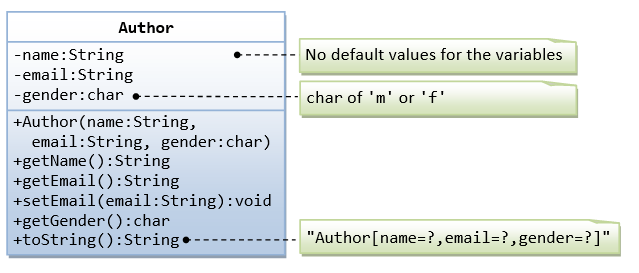 Author
-name:String
No default values for the variables
-email:String
-gender:char
char of 'm' or 'f'
+Author(name:String,
email:String, gender:char)
+getName():String
+getEmail():String
+setEmail(email:String):void
+getGender():char
+toString():String
"Author[name=?,email=?,gender=?]"